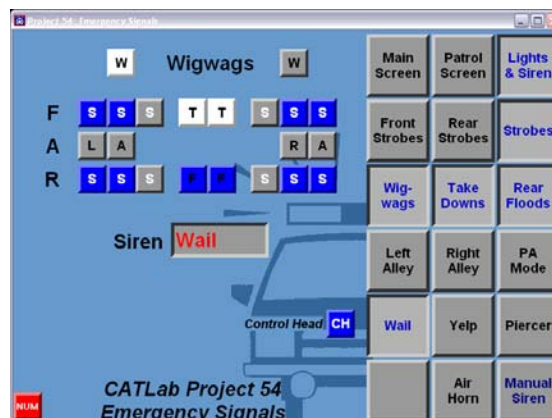 Project 54: Emergency Signals
W Wigwags W
F S S S T T S S S
A L A R A
R S S S F F S S S
Siren Wail
Control Head CH
NUM
CATLab Project 54
Emergency Signals
Main Screen
Patrol Screen
Lights & Siren
Front Strobes
Rear Strobes
Strobes
Wig-wags
Take Downs
Rear Floods
Left Alley
Right Alley
PA Mode
Wail
Yelp
Piercer
Air Horn
Manual Siren